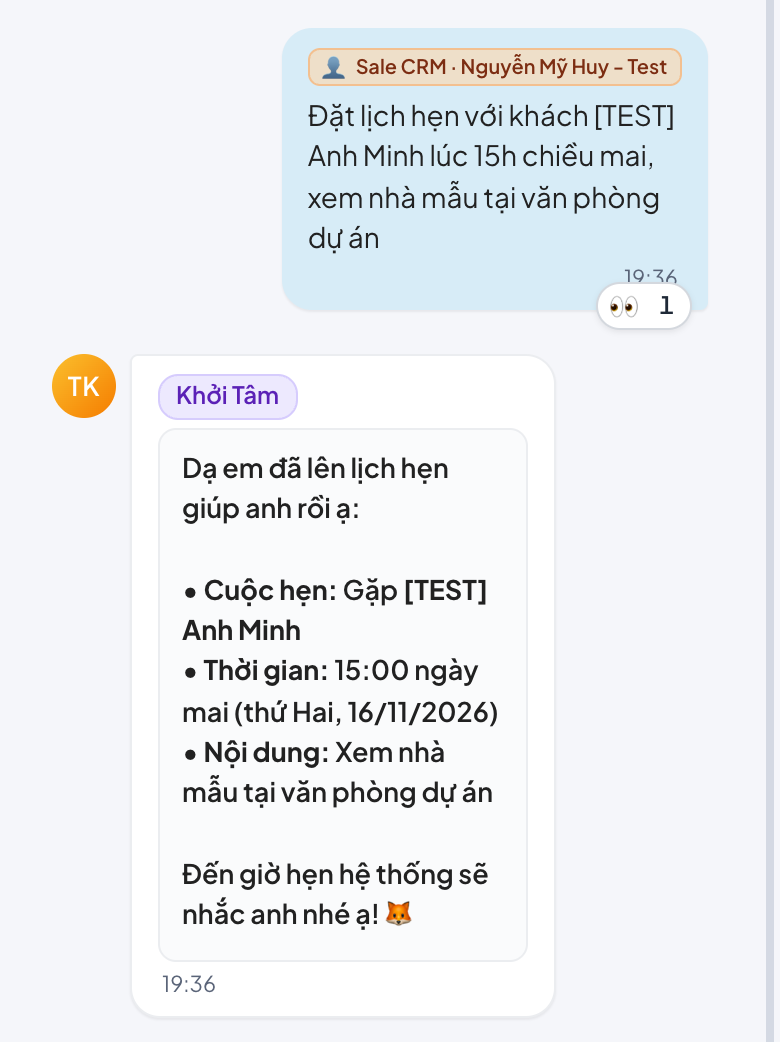 Sale CRM · Nguyễn Mỹ Huy – Test
Đặt lịch hẹn với khách [TEST]
Anh Minh lúc 15h chiều mai,
xem nhà mẫu tại văn phòng
dự án
19:36
👀 1
TK
Khởi Tâm
Dạ em đã lên lịch hẹn
giúp anh rồi ạ:
• Cuộc hẹn: Gặp [TEST]
Anh Minh
• Thời gian: 15:00 ngày
mai (thứ Hai, 16/11/2026)
• Nội dung: Xem nhà
mẫu tại văn phòng dự án
Đến giờ hẹn hệ thống sẽ
nhắc anh nhé ạ! 🦊
19:36